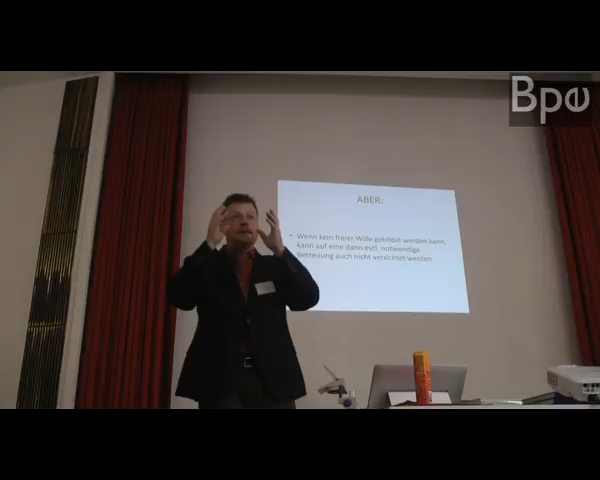 Bpe
ABER:
• Wenn kein freier Wille gebildet werden kann,
kann auf eine dann evtl. notwendige
Betreuung auch nicht verzichtet werden